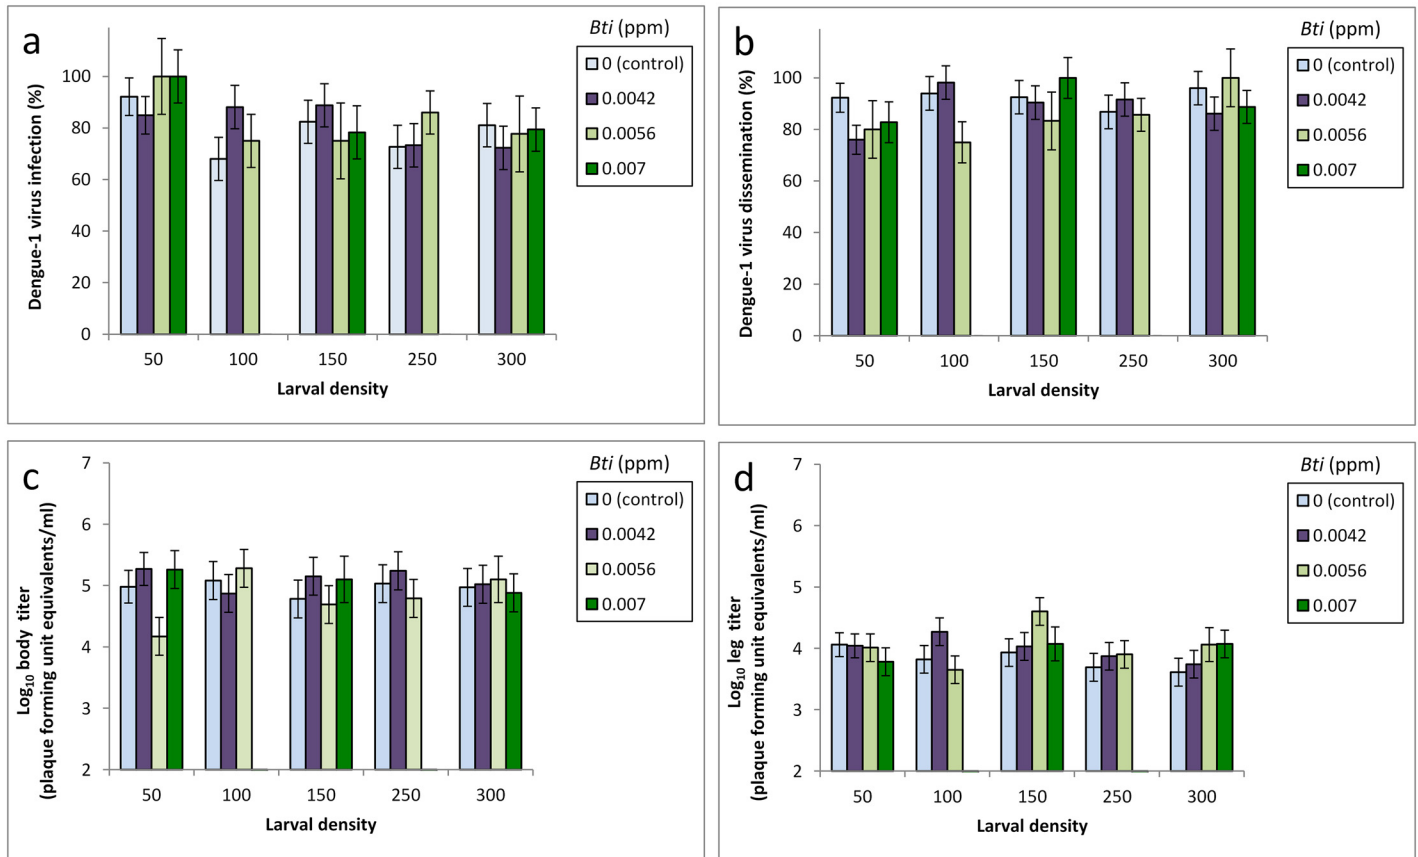 a
Bti (ppm)
0 (control)
0.0042
0.0056
0.007
Dengue-1 virus infection (%)
100
80
60
40
20
0
50 100 150 250 300
Larval density
b
Bti (ppm)
0 (control)
0.0042
0.0056
0.007
Dengue-1 virus dissemination (%)
100
80
60
40
20
0
50 100 150 250 300
Larval density
c
Bti (ppm)
0 (control)
0.0042
0.0056
0.007
Log10 body titer
(plaque forming unit equivalents/ml)
7
6
5
4
3
2
50 100 150 250 300
Larval density
d
Bti (ppm)
0 (control)
0.0042
0.0056
0.007
Log10 leg titer
(plaque forming unit equivalents/ml)
7
6
5
4
3
2
50 100 150 250 300
Larval density